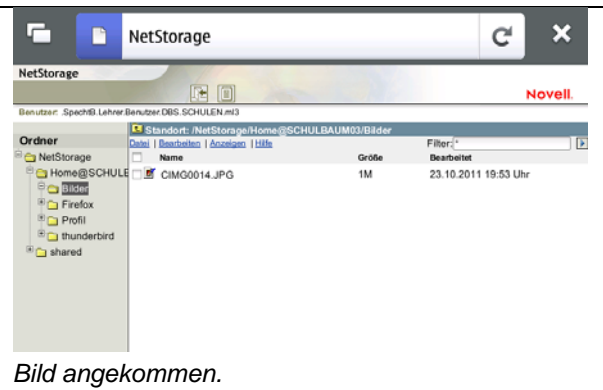 NetStorage
NetStorage
Novell.
Benutzer: .SpechtB.Lehrer.Benutzer.DBS.SCHULEN.ml3
Ordner
NetStorage
Home@SCHULE
Bilder
Firefox
Profil
thunderbird
shared
Standort: /NetStorage/Home@SCHULBAUM03/Bilder
Datei | Bearbeiten | Anzeigen | Hilfe Filter: *
Name Größe Bearbeitet
CIMG0014.JPG 1M 23.10.2011 19:53 Uhr
Bild angekommen.